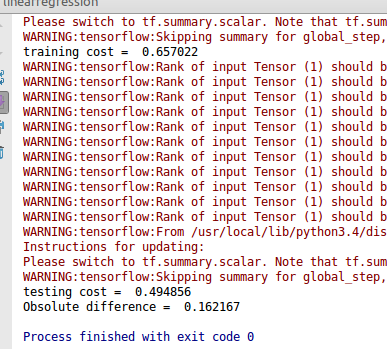 linearregression
Please switch to tf.summary.scalar. Note that tf.sum
WARNING:tensorflow:Skipping summary for global_step,
training cost =  0.657022
WARNING:tensorflow:Rank of input Tensor (1) should b
WARNING:tensorflow:Rank of input Tensor (1) should b
WARNING:tensorflow:Rank of input Tensor (1) should b
WARNING:tensorflow:Rank of input Tensor (1) should b
WARNING:tensorflow:Rank of input Tensor (1) should b
WARNING:tensorflow:Rank of input Tensor (1) should b
WARNING:tensorflow:Rank of input Tensor (1) should b
WARNING:tensorflow:Rank of input Tensor (1) should b
WARNING:tensorflow:Rank of input Tensor (1) should b
WARNING:tensorflow:Rank of input Tensor (1) should b
WARNING:tensorflow:Rank of input Tensor (1) should b
WARNING:tensorflow:From /usr/local/lib/python3.4/dis
Instructions for updating:
Please switch to tf.summary.scalar. Note that tf.sum
WARNING:tensorflow:Skipping summary for global_step,
testing cost =  0.494856
Obsolute difference =  0.162167
Process finished with exit code 0